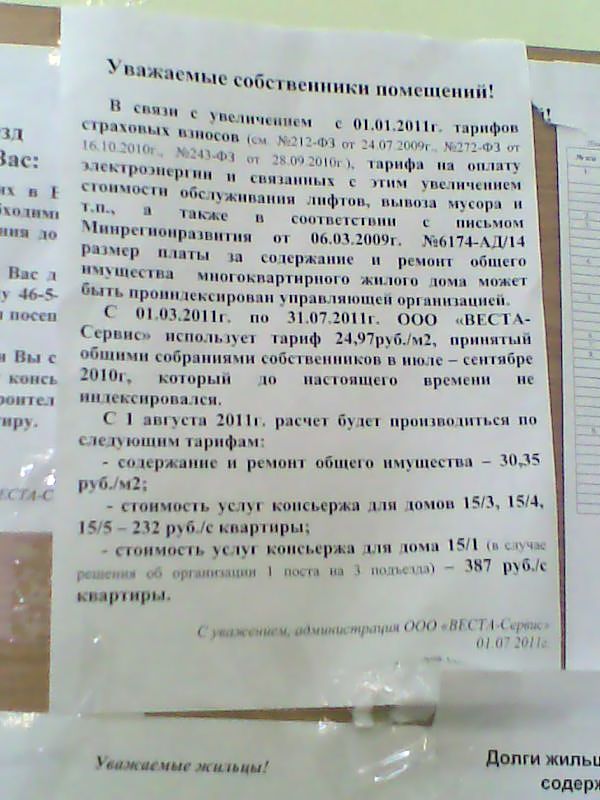 Уважаемые собственники помещений!
В связи с увеличением с 01.01.2011г. тарифов
страховых взносов (см. №212-ФЗ от 24.07.2009г., №272-ФЗ от
16.10.2010г., №243-ФЗ от 28.09.2010г.), тарифа на оплату
электроэнергии и связанных с этим увеличением
стоимости обслуживания лифтов, вывоза мусора и
т.п., а также в соответствии с письмом
Минрегионразвития от 06.03.2009г. №6174-АД/14
размер платы за содержание и ремонт общего
имущества многоквартирного жилого дома может
быть проиндексирован управляющей организацией.
С 01.03.2011г. по 31.07.2011г. ООО «ВЕСТА-
Сервис» использует тариф 24,97руб./м2, принятый
общими собраниями собственников в июле – сентябре
2010г, который до настоящего времени не
индексировался.
С 1 августа 2011г. расчет будет производиться по
следующим тарифам:
- содержание и ремонт общего имущества – 30,35
руб./м2;
- стоимость услуг консьержа для домов 15/3, 15/4,
15/5 – 232 руб./с квартиры;
- стоимость услуг консьержа для дома 15/1 (в случае
решения об организации 1 поста на 3 подъезда) – 387 руб./с
квартиры.
С уважением, администрация ООО «ВЕСТА-Сервис»
01.07.2011г.
Вас:
Уважаемые жильцы!
Долги жильц
содерж